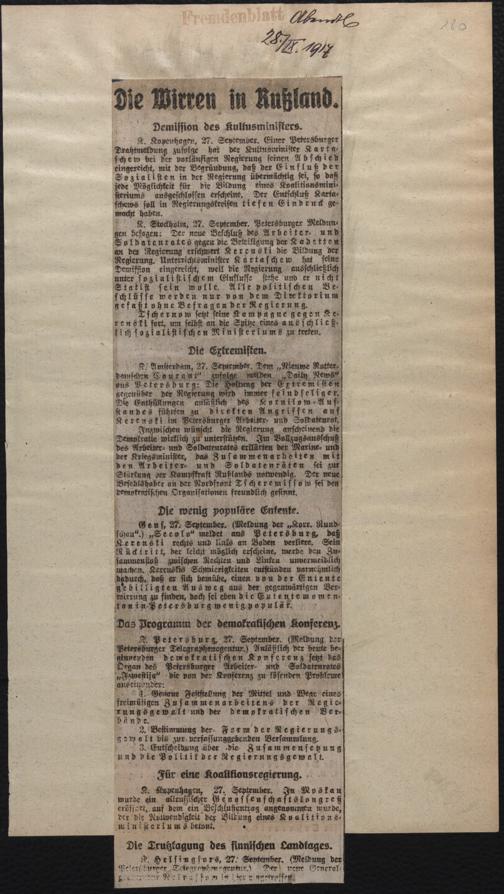 Fremdenblatt Abendbl.
28./IX. 1917
180
Die Wirren in Rußland.
Demission des Kultusministers.
K. Kopenhagen, 27. September. Einer Petersburger
Drahtmeldung zufolge hat der Kultusminister Karta-
schew bei der vorläufigen Regierung seinen Abschied
eingereicht, mit der Begründung, daß der Einfluß der
Sozialisten in der Regierung übermächtig sei, so daß
jede Möglichkeit für die Bildung eines Koalitionsmini-
steriums ausgeschlossen erscheine. Der Entschluß Karta-
schews soll in Regierungskreisen tiefen Eindruck ge-
macht haben.
K. Stockholm, 27. September. Petersburger Meldun-
gen besagen: Der neue Beschluß des Arbeiter- und
Soldatenrates gegen die Beteiligung der Kadetten
an der Regierung erschwert Kerenski die Bildung der
Regierung. Unterrichtsminister Kartaschew hat seine
Demission eingereicht, weil die Regierung ausschließlich
unter sozialistischem Einflusse stehe und er nicht
Statist sein wolle. Alle politischen Be-
schlüsse werden nur von dem Direktorium
gefaßt ohne Befragen der Regierung.
Tschernow setzt seine Kampagne gegen Ke-
renski fort, um selbst an die Spitze eines ausschließ-
lich sozialistischen Ministeriums zu treten.
Die Extremisten.
K. Amsterdam, 27. September. Dem „Nieuwe Rotter-
damschen Courant" zufolge melden „Daily News"
aus Petersburg: Die Haltung der Extremisten
gegenüber der Regierung wird immer feindseliger.
Die Enthüllungen anläßlich des Kornilow-Auf-
standes führten zu direkten Angriffen auf
Kerenski im Petersburger Arbeiter- und Soldatenrat.
Inzwischen wünscht die Regierung anscheinend die
Demokratie wirklich zu unterstützen. Im Vollzugsausschuß
des Arbeiter- und Soldatenrates erklärten der Marine- und
der Kriegsminister, das Zusammenarbeiten mit
den Arbeiter- und Soldatenräten sei zur
Stärkung der Kampfkraft Rußlands notwendig. Der neue
Befehlshaber an der Nordfront Tscheremissow sei den
demokratischen Organisationen freundlich gesinnt.
Die wenig populäre Entente.
Genf, 27. September. (Meldung der „Korr. Rund-
schau".) „Secolo" meldet aus Petersburg, daß
Kerenski rechts und links an Boden verliere. Sein
Rücktritt, der leicht möglich erscheine, werde den Zu-
sammenstoß zwischen Rechten und Linken unvermeidlich
machen. Kerenskis Schwierigkeiten entstünden vornehmlich
dadurch, daß er sich bemühe, einen von der Entente
gebilligten Ausweg aus der gegenwärtigen Ver-
wirrung zu finden, doch sei eben die Entente momen-
tan in Petersburg wenig populär.
Das Programm der demokratischen Konferenz.
K. Petersburg, 27. September. (Meldung der
Petersburger Telegraphenagentur.) Anläßlich der heute be-
ginnenden demokratischen Konferenz setzt das
Organ des Petersburger Arbeiter- und Soldatenrates
„Iswestija" die von der Konferenz zu lösenden Probleme
auseinander:
1. Genaue Feststellung der Mittel und Wege eines
freimütigen Zusammenarbeitens der Regie-
rungsgewalt und der demokratischen Ver-
bände.
2. Bestimmung der Form der Regierungs-
gewalt bis zur verfassunggebenden Versammlung.
3. Entscheidung über die Zusammensetzung
und die Politik der Regierungsgewalt.
Für eine Koalitionsregierung.
K. Kopenhagen, 27. September. In Moskau
wurde ein allrussischer Genossenschaftskongreß
eröffnet, auf dem ein Beschlußantrag angenommen wurde,
der die Notwendigkeit der Bildung eines Koalitions-
ministeriums betont.
Die Trutztagung des finnischen Landtages.
K. Helsingfors, 27. September. (Meldung der
Petersburger Telegraphenagentur.) Der neue General-